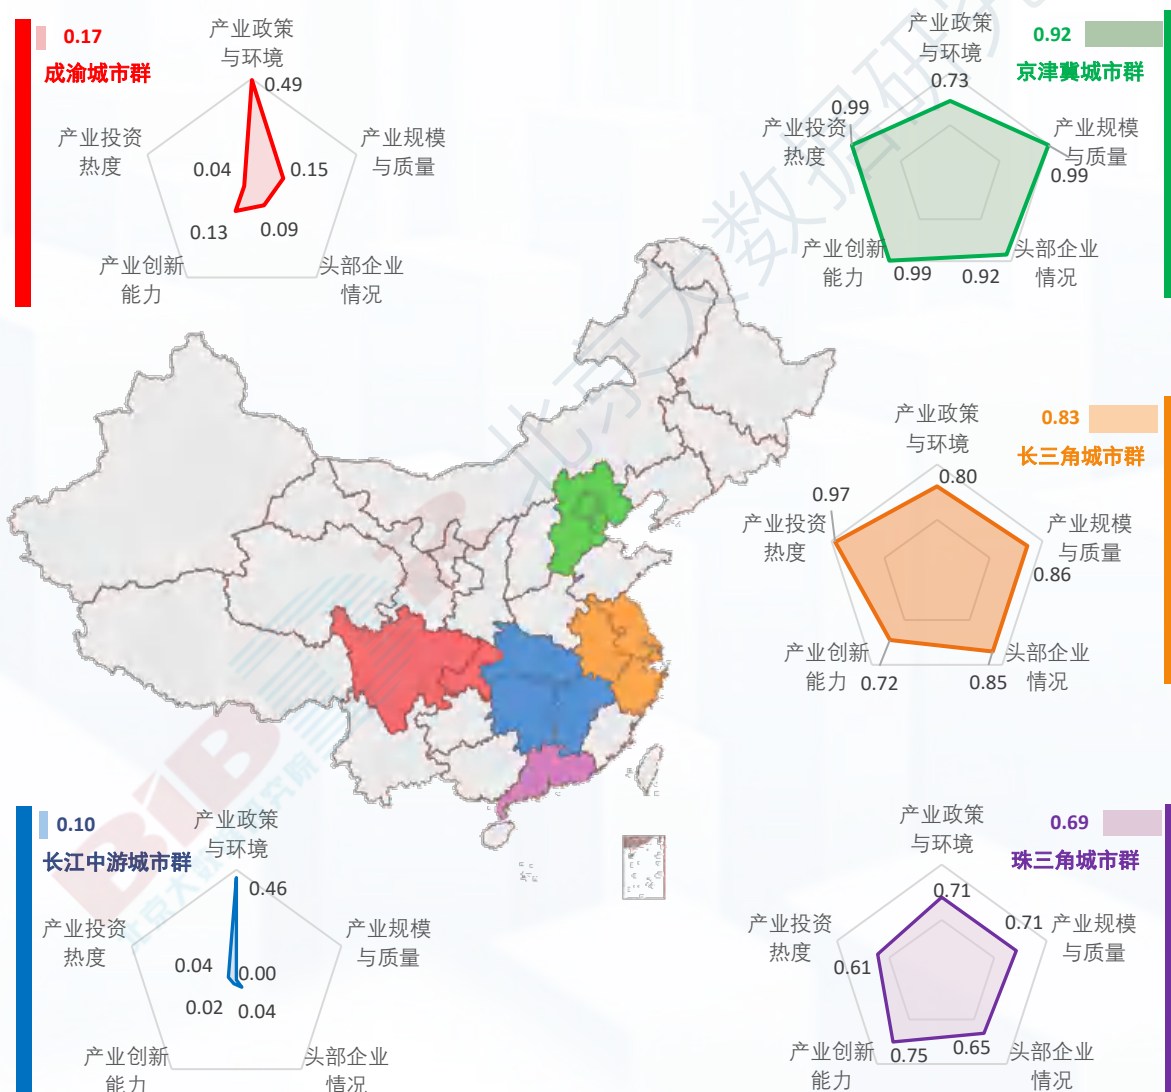 0.17
成渝城市群
产业政策
与环境
0.49
产业投资
热度
产业规模
与质量
0.04
0.15
0.13
0.09
产业创新
能力
头部企业
情况
产业政策
与环境
0.92
京津冀城市群
0.73
0.99
产业投资
热度
产业规模
与质量
0.99
产业创新
能力
头部企业
情况
0.99
0.92
产业政策
与环境
0.83
长三角城市群
0.80
0.97
产业投资
热度
产业规模
与质量
0.86
产业创新
能力
头部企业
情况
0.72
0.85
0.10
长江中游城市群
产业政策
与环境
0.46
产业投资
热度
产业规模
与质量
0.04
0.00
0.02
0.04
产业创新
能力
头部企业
情况
产业政策
与环境
0.69
珠三角城市群
0.71
0.71
产业投资
热度
产业规模
与质量
0.61
0.75
0.65
产业创新
能力
头部企业
情况
北京大数据研究
BiB